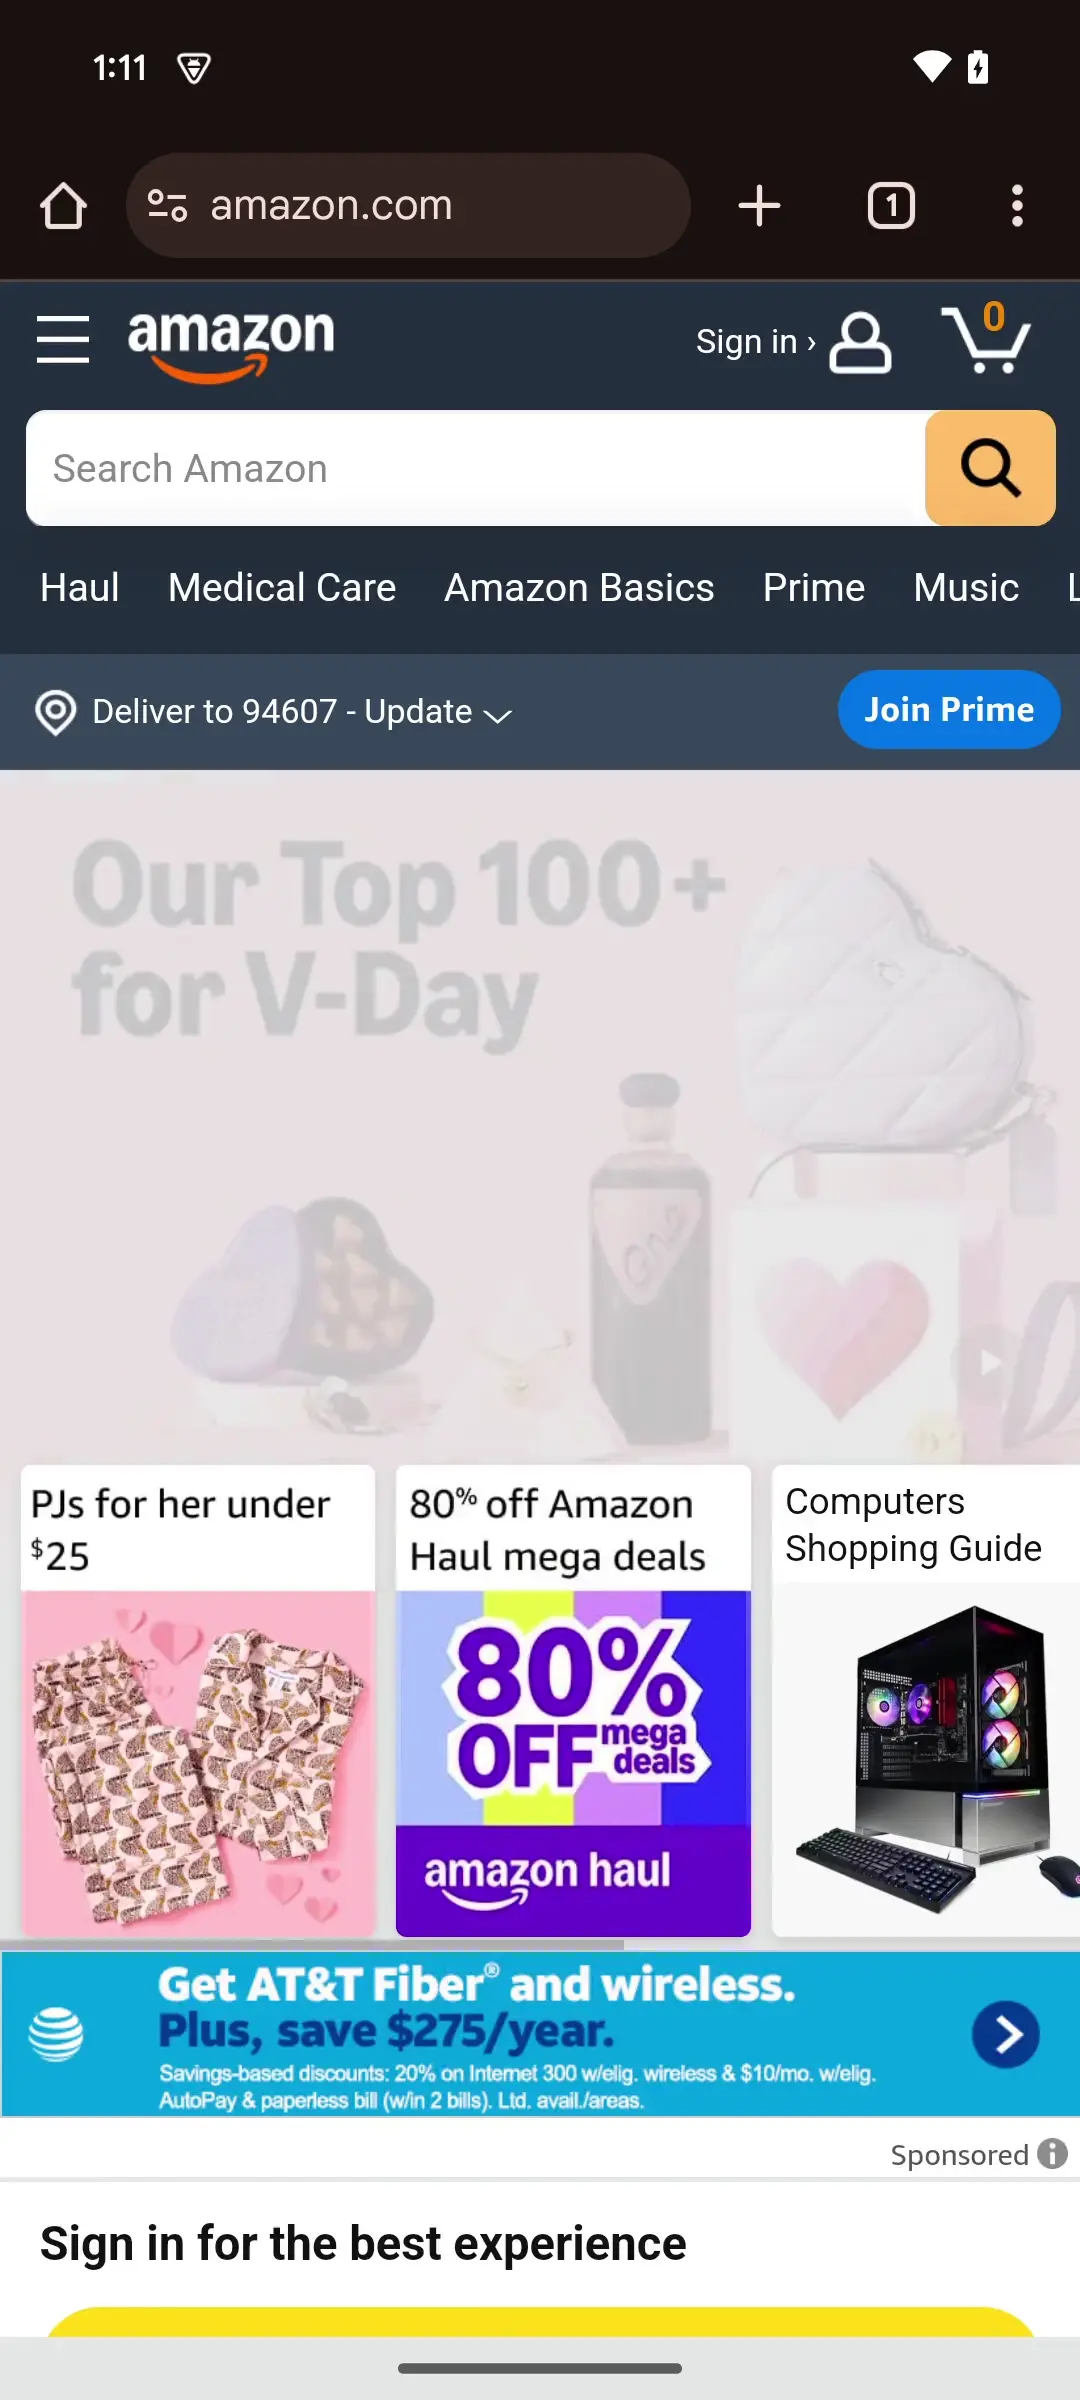 1:11
amazon.com
1
amazon
Sign in ›
0
Search Amazon
Haul Medical Care Amazon Basics Prime Music L
Deliver to 94607 - Update
Join Prime
Our Top 100+
for V-Day
PJs for her under
$25
80% off Amazon
Haul mega deals
80%
OFF mega
deals
amazon haul
Computers
Shopping Guide
Get AT&T Fiber® and wireless.
Plus, save $275/year.
Savings-based discounts: 20% on Internet 300 w/elig. wireless & $10/mo. w/elig.
AutoPay & paperless bill (w/in 2 bills). Ltd. avail./areas.
Sponsored
Sign in for the best experience